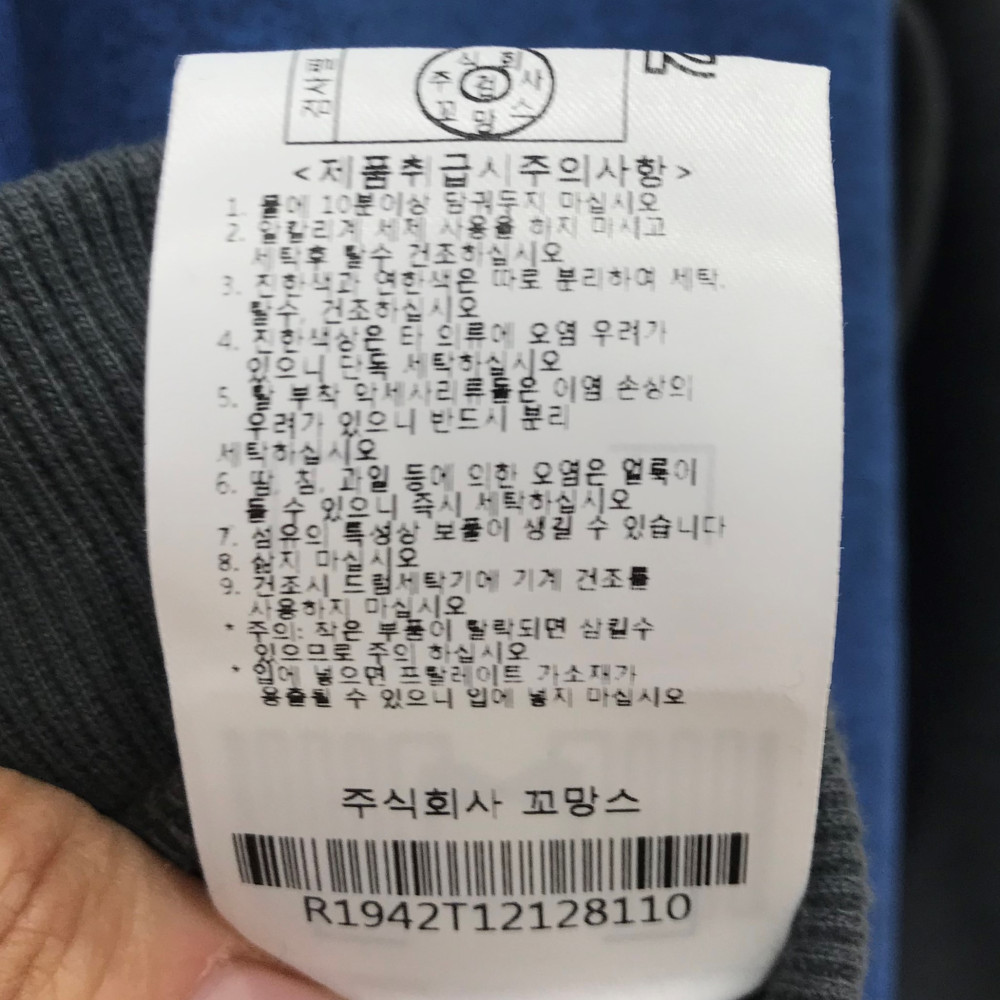 검사필
주식회사
검
꼬망스
<제품취급시주의사항>
1. 물에 10분이상 담궈두지 마십시오
2. 알칼리계 세제 사용을 하지 마시고
세탁후 탈수 건조하십시오
3. 진한색과 연한색은 따로 분리하여 세탁.
탈수. 건조하십시오
4. 진한색상은 타 의류에 오염 우려가
있으니 단독 세탁하십시오
5. 탈 부착 악세사리류들은 이염 손상의
우려가 있으니 반드시 분리
세탁하십시오
6. 땀. 침. 과일 등에 의한 오염은 얼룩이
될 수 있으니 즉시 세탁하십시오
7. 섬유의 특성상 보풀이 생길 수 있습니다
8. 삶지 마십시오
9. 건조시 드럼세탁기에 기계 건조를
사용하지 마십시오
* 주의: 작은 부품이 탈락되면 삼킬수
있으므로 주의 하십시오
* 입에 넣으면 프탈레이트 가소재가
용출될 수 있으니 입에 넣지 마십시오
주식회사 꼬망스
R1942T12128110